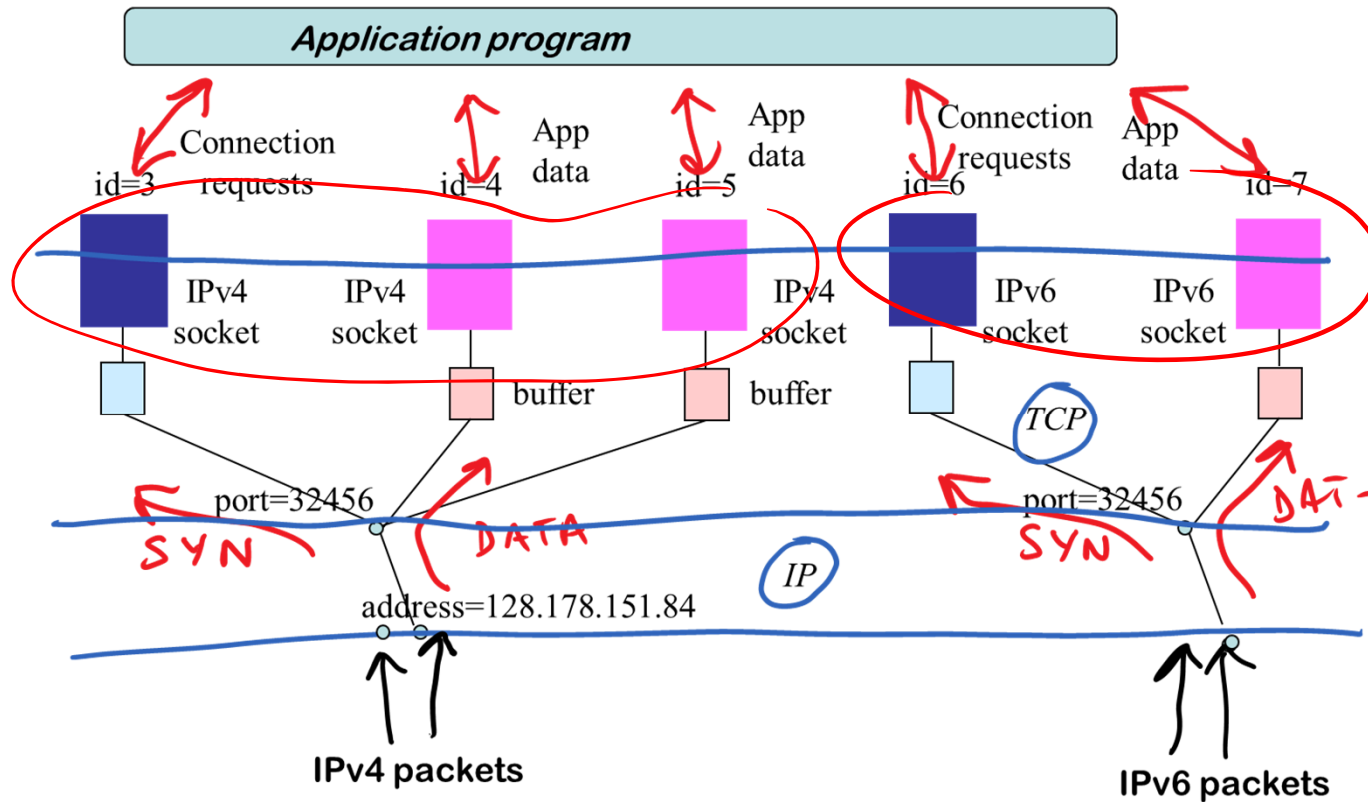 Application program
Connection
requests
App
data
App
data
Connection
requests
App
data
id=3
id=4
id=5
id=6
id=7
IPv4
socket
IPv4
socket
IPv4
socket
IPv6
socket
IPv6
socket
buffer
buffer
TCP
port=32456
port=32456
SYN
DATA
SYN
DAT
IP
address=128.178.151.84
IPv4 packets
IPv6 packets